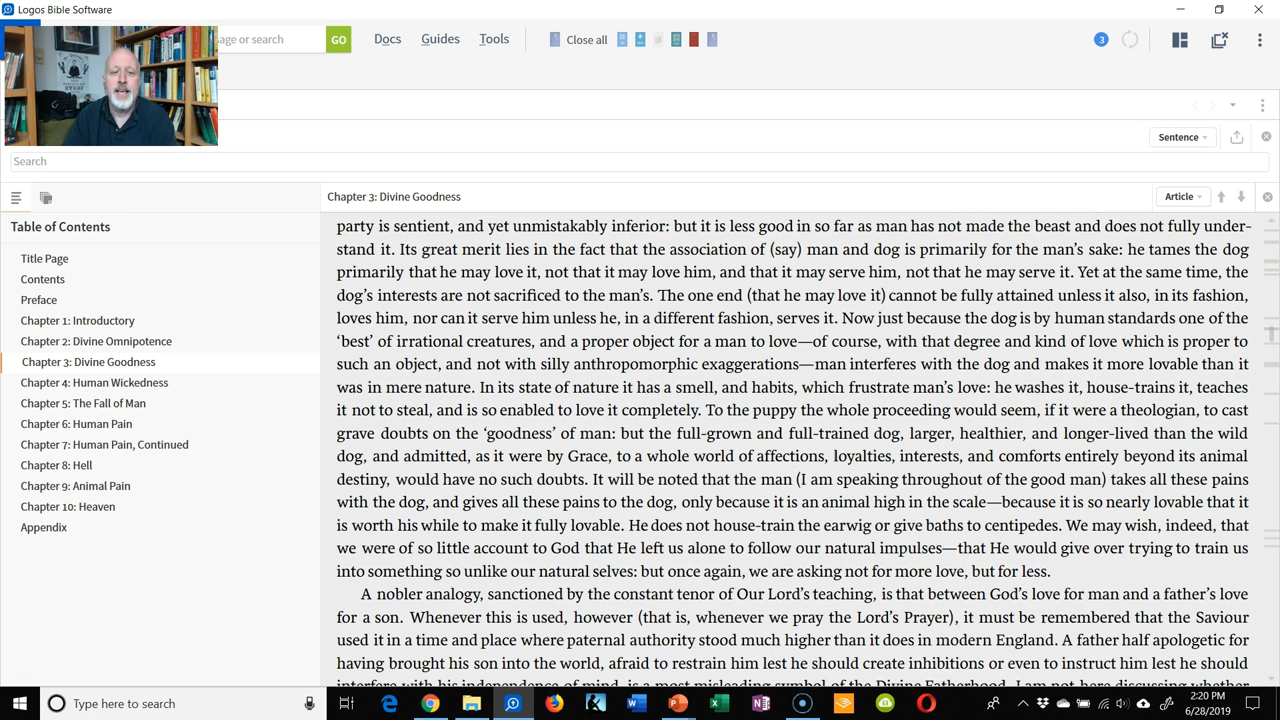 Logos Bible Software
age or search
GO
Docs
Guides
Tools
Close all
3
Sentence
Search
Chapter 3: Divine Goodness
Article
Table of Contents
Title Page
Contents
Preface
Chapter 1: Introductory
Chapter 2: Divine Omnipotence
Chapter 3: Divine Goodness
Chapter 4: Human Wickedness
Chapter 5: The Fall of Man
Chapter 6: Human Pain
Chapter 7: Human Pain, Continued
Chapter 8: Hell
Chapter 9: Animal Pain
Chapter 10: Heaven
Appendix
party is sentient, and yet unmistakably inferior: but it is less good in so far as man has not made the beast and does not fully under-
stand it. Its great merit lies in the fact that the association of (say) man and dog is primarily for the man's sake: he tames the dog
primarily that he may love it, not that it may love him, and that it may serve him, not that he may serve it. Yet at the same time, the
dog's interests are not sacrificed to the man's. The one end (that he may love it) cannot be fully attained unless it also, in its fashion,
loves him, nor can it serve him unless he, in a different fashion, serves it. Now just because the dog is by human standards one of the
‘best’ of irrational creatures, and a proper object for a man to love—of course, with that degree and kind of love which is proper to
such an object, and not with silly anthropomorphic exaggerations—man interferes with the dog and makes it more lovable than it
was in mere nature. In its state of nature it has a smell, and habits, which frustrate man's love: he washes it, house-trains it, teaches
it not to steal, and is so enabled to love it completely. To the puppy the whole proceeding would seem, if it were a theologian, to cast
grave doubts on the ‘goodness’ of man: but the full-grown and full-trained dog, larger, healthier, and longer-lived than the wild
dog, and admitted, as it were by Grace, to a whole world of affections, loyalties, interests, and comforts entirely beyond its animal
destiny, would have no such doubts. It will be noted that the man (I am speaking throughout of the good man) takes all these pains
with the dog, and gives all these pains to the dog, only because it is an animal high in the scale—because it is so nearly lovable that it
is worth his while to make it fully lovable. He does not house-train the earwig or give baths to centipedes. We may wish, indeed, that
we were of so little account to God that He left us alone to follow our natural impulses—that He would give over trying to train us
into something so unlike our natural selves: but once again, we are asking not for more love, but for less.
A nobler analogy, sanctioned by the constant tenor of Our Lord's teaching, is that between God's love for man and a father's love
for a son. Whenever this is used, however (that is, whenever we pray the Lord's Prayer), it must be remembered that the Saviour
used it in a time and place where paternal authority stood much higher than it does in modern England. A father half apologetic for
having brought his son into the world, afraid to restrain him lest he should create inhibitions or even to instruct him lest he should
interfere with his independence of mind, is a most misleading symbol of the Divine Fatherhood. I am not here discussing whether
Type here to search
2:20 PM
6/28/2019